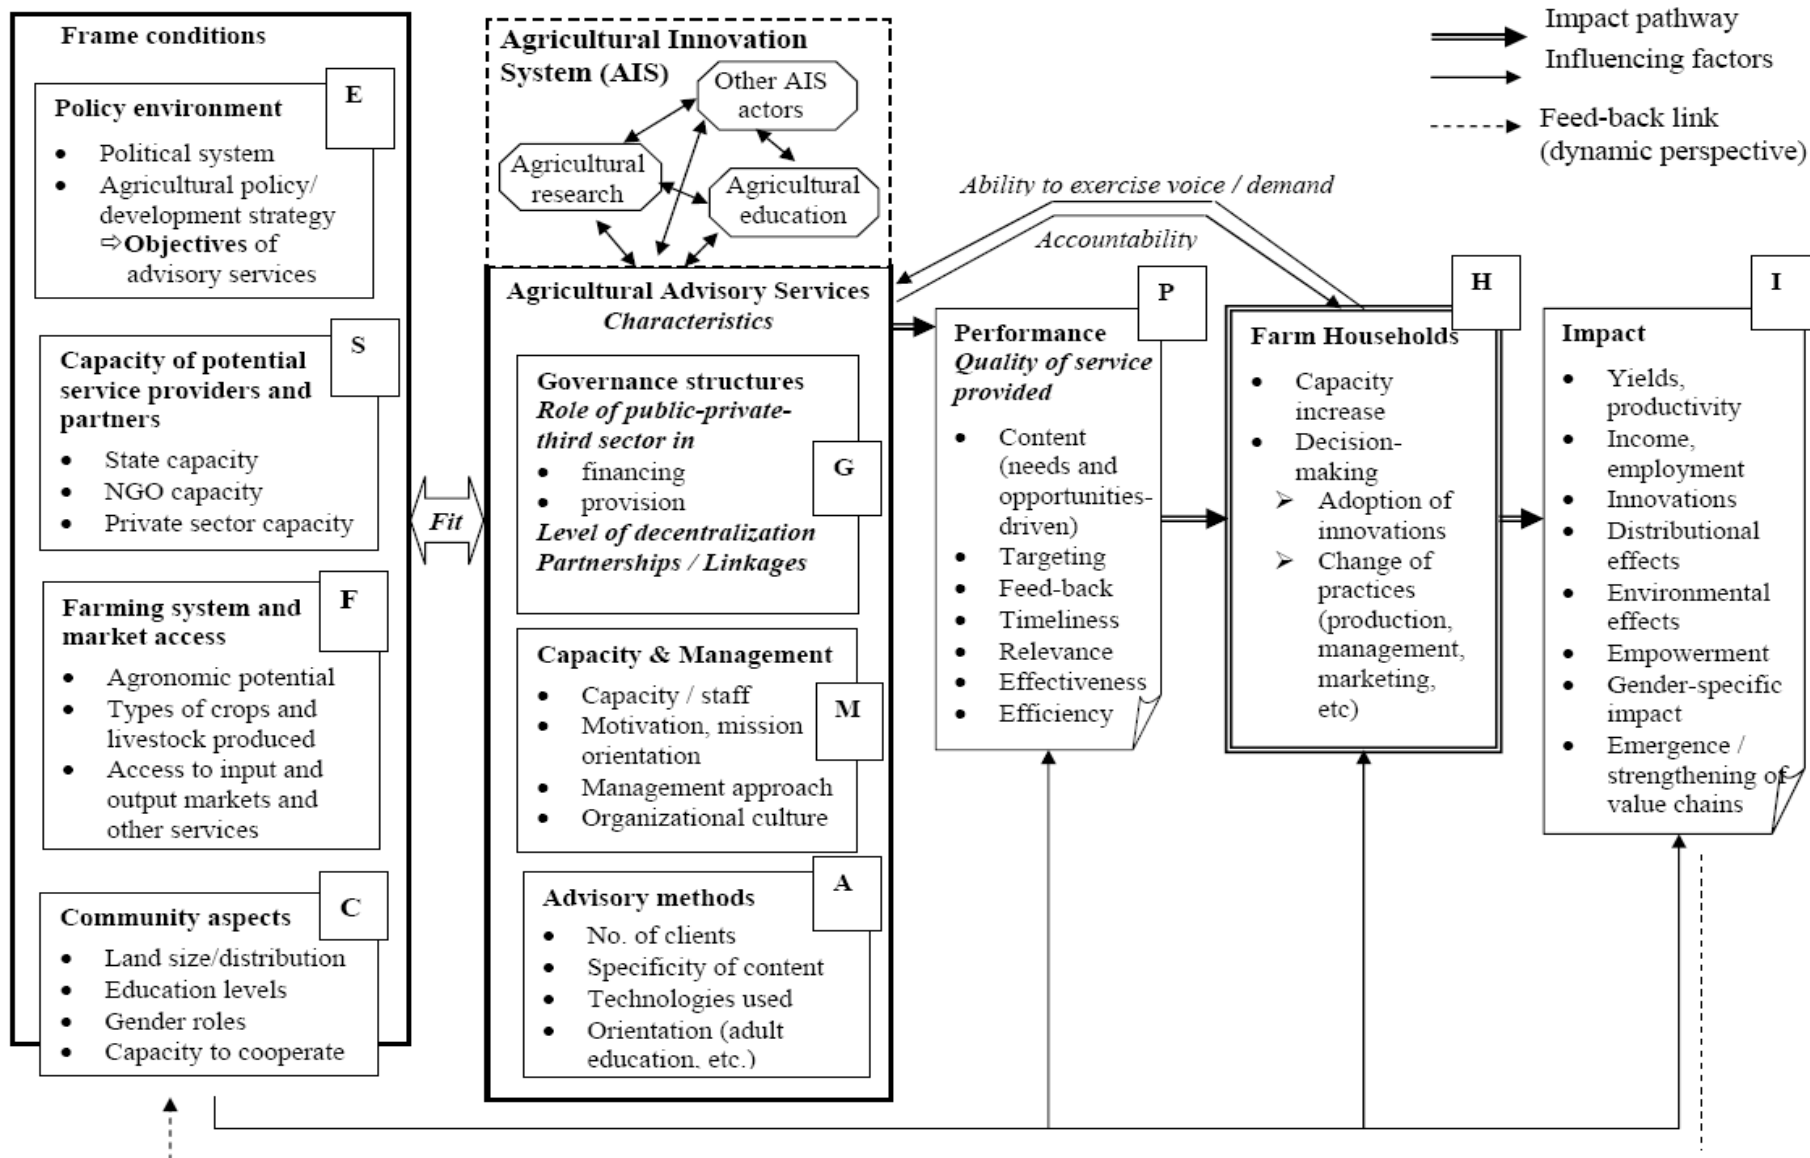 Frame conditions
E
Policy environment
• Political system
• Agricultural policy/
development strategy
⇨Objectives of
advisory services
S
Capacity of potential
service providers and
partners
• State capacity
• NGO capacity
• Private sector capacity
F
Farming system and
market access
• Agronomic potential
• Types of crops and
livestock produced
• Access to input and
output markets and
other services
C
Community aspects
• Land size/distribution
• Education levels
• Gender roles
• Capacity to cooperate
Fit
Agricultural Innovation
System (AIS)
Other AIS
actors
Agricultural
research
Agricultural
education
Agricultural Advisory Services
Characteristics
Governance structures
Role of public-private-
third sector in
• financing
• provision
Level of decentralization
Partnerships / Linkages
G
Capacity & Management
• Capacity / staff
• Motivation, mission
orientation
• Management approach
• Organizational culture
M
A
Advisory methods
• No. of clients
• Specificity of content
• Technologies used
• Orientation (adult
education, etc.)
Impact pathway
Influencing factors
Feed-back link
(dynamic perspective)
Ability to exercise voice / demand
Accountability
P
Performance
Quality of service
provided
• Content
(needs and
opportunities-
driven)
• Targeting
• Feed-back
• Timeliness
• Relevance
• Effectiveness
• Efficiency
H
Farm Households
• Capacity
increase
• Decision-
making
➢ Adoption of
innovations
➢ Change of
practices
(production,
management,
marketing,
etc)
I
Impact
• Yields,
productivity
• Income,
employment
• Innovations
• Distributional
effects
• Environmental
effects
• Empowerment
• Gender-specific
impact
• Emergence /
strengthening of
value chains